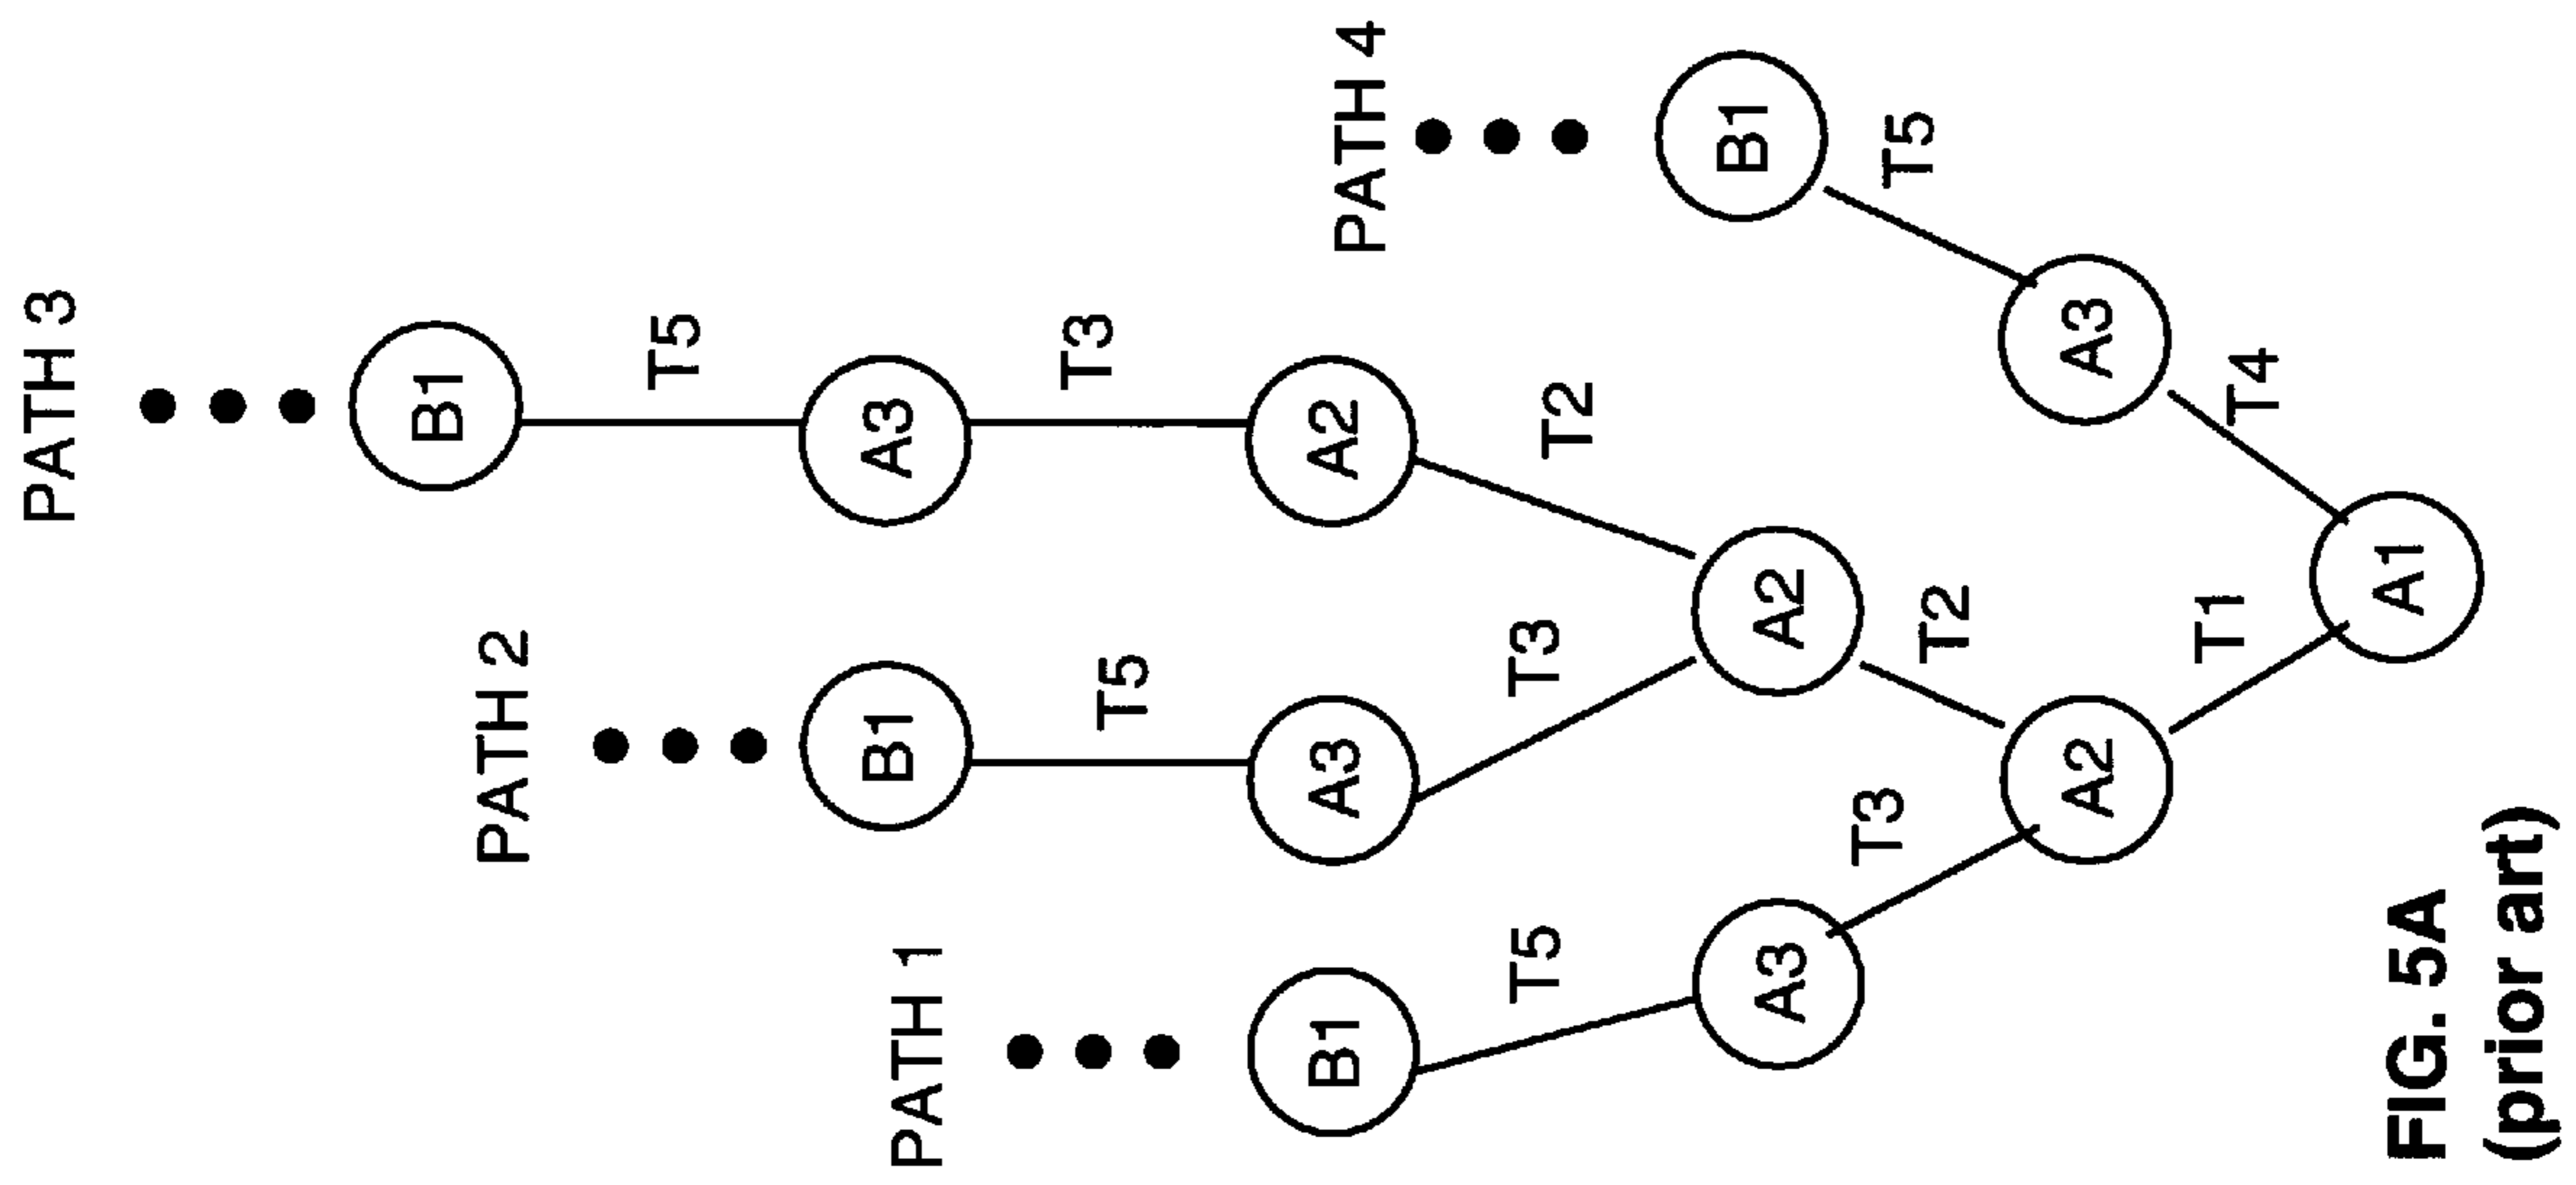 PATH 1
B1
T5
A3
T3
PATH 2
B1
T5
A3
T3
A2
T2
A2
T1
A1
PATH 3
B1
T5
A3
T3
A2
T2
PATH 4
B1
T5
A3
T4
FIG. 5A
(prior art)